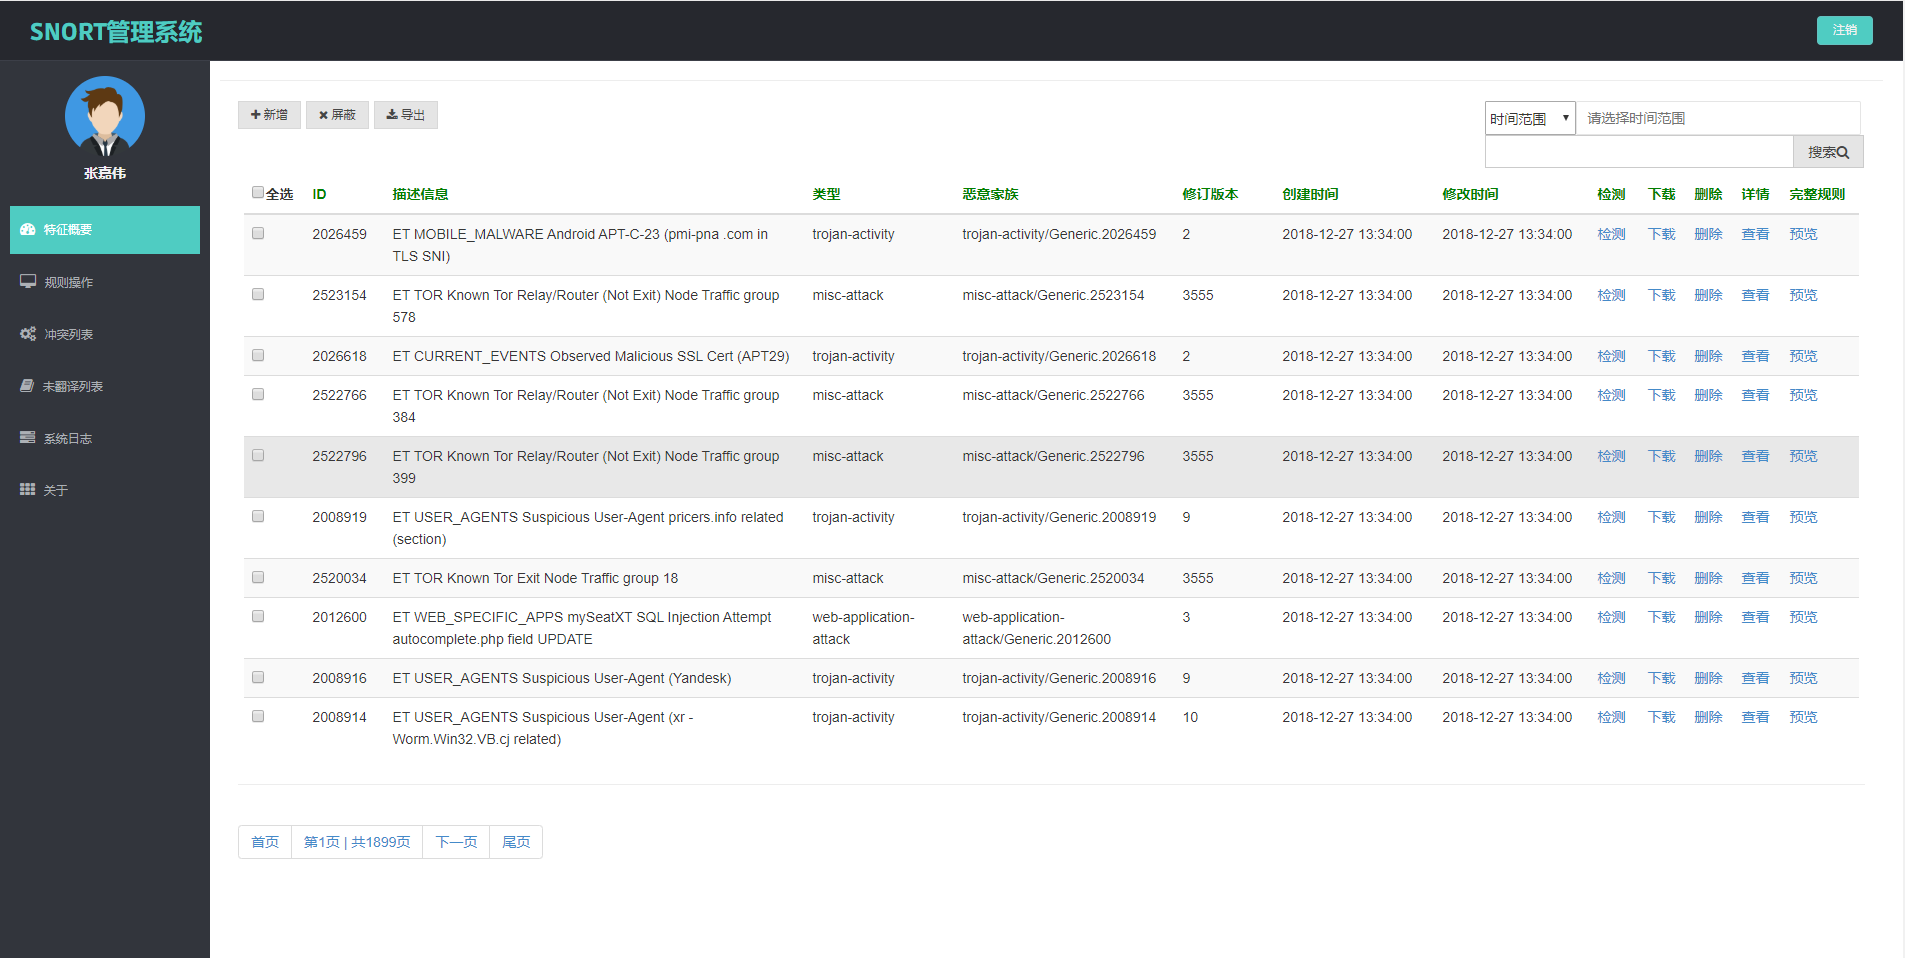 SNORT管理系统
注销
张嘉伟
特征概要
规则操作
冲突列表
未翻译列表
系统日志
关于
新增 屏蔽 导出
时间范围 请选择时间范围
搜索
全选 ID 描述信息 类型 恶意家族 修订版本 创建时间 修改时间 检测 下载 删除 详情 完整规则
2026459 ET MOBILE_MALWARE Android APT-C-23 (pmi-pna .com in trojan-activity trojan-activity/Generic.2026459 2 2018-12-27 13:34:00 2018-12-27 13:34:00 检测 下载 删除 查看 预览
TLS SNI)
2523154 ET TOR Known Tor Relay/Router (Not Exit) Node Traffic group misc-attack misc-attack/Generic.2523154 3555 2018-12-27 13:34:00 2018-12-27 13:34:00 检测 下载 删除 查看 预览
578
2026618 ET CURRENT_EVENTS Observed Malicious SSL Cert (APT29) trojan-activity trojan-activity/Generic.2026618 2 2018-12-27 13:34:00 2018-12-27 13:34:00 检测 下载 删除 查看 预览
2522766 ET TOR Known Tor Relay/Router (Not Exit) Node Traffic group misc-attack misc-attack/Generic.2522766 3555 2018-12-27 13:34:00 2018-12-27 13:34:00 检测 下载 删除 查看 预览
384
2522796 ET TOR Known Tor Relay/Router (Not Exit) Node Traffic group misc-attack misc-attack/Generic.2522796 3555 2018-12-27 13:34:00 2018-12-27 13:34:00 检测 下载 删除 查看 预览
399
2008919 ET USER_AGENTS Suspicious User-Agent pricers.info related trojan-activity trojan-activity/Generic.2008919 9 2018-12-27 13:34:00 2018-12-27 13:34:00 检测 下载 删除 查看 预览
(section)
2520034 ET TOR Known Tor Exit Node Traffic group 18 misc-attack misc-attack/Generic.2520034 3555 2018-12-27 13:34:00 2018-12-27 13:34:00 检测 下载 删除 查看 预览
2012600 ET WEB_SPECIFIC_APPS mySeatXT SQL Injection Attempt web-application- web-application- 3 2018-12-27 13:34:00 2018-12-27 13:34:00 检测 下载 删除 查看 预览
autocomplete.php field UPDATE attack attack/Generic.2012600
2008916 ET USER_AGENTS Suspicious User-Agent (Yandesk) trojan-activity trojan-activity/Generic.2008916 9 2018-12-27 13:34:00 2018-12-27 13:34:00 检测 下载 删除 查看 预览
2008914 ET USER_AGENTS Suspicious User-Agent (xr - trojan-activity trojan-activity/Generic.2008914 10 2018-12-27 13:34:00 2018-12-27 13:34:00 检测 下载 删除 查看 预览
Worm.Win32.VB.cj related)
首页 第1页 | 共1899页 下一页 尾页